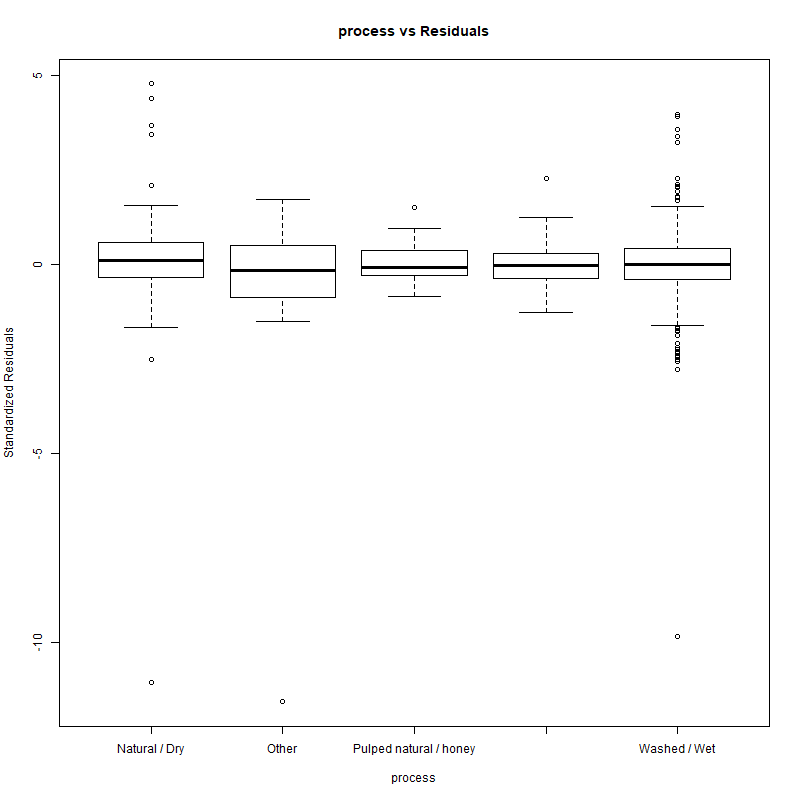 process vs Residuals
Standardized Residuals
5
0
-5
-10
Natural / Dry
Other
Pulped natural / honey
Washed / Wet
process